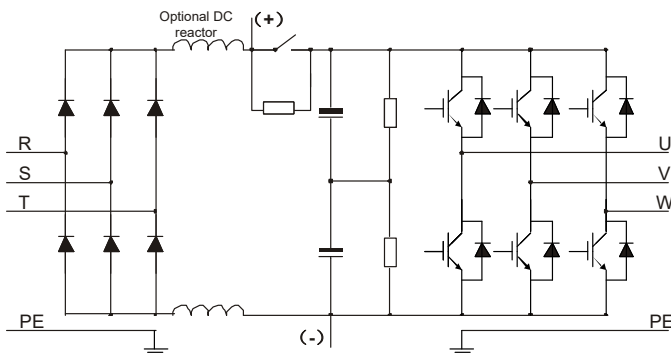 Optional DC
reactor
(+)
R
S
T
U
V
W
PE
(-)
PE